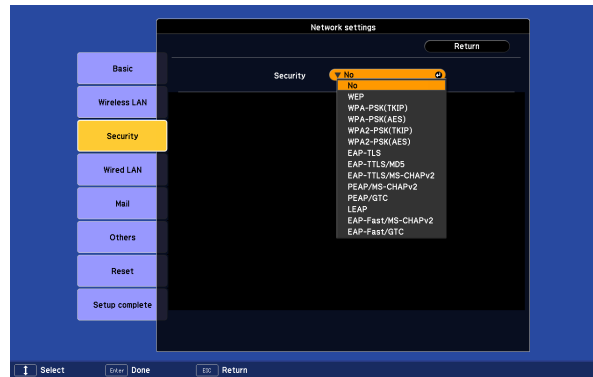 Network settings
Return
Basic
Security No
No
Wireless LAN
WEP
WPA-PSK(TKIP)
WPA-PSK(AES)
WPA2-PSK(TKIP)
Security
WPA2-PSK(AES)
EAP-TLS
EAP-TTLS/MD5
Wired LAN
EAP-TTLS/MS-CHAPv2
PEAP/MS-CHAPv2
PEAP/GTC
Mail
LEAP
EAP-Fast/MS-CHAPv2
EAP-Fast/GTC
Others
Reset
Setup complete
Select Enter Done ESC Return